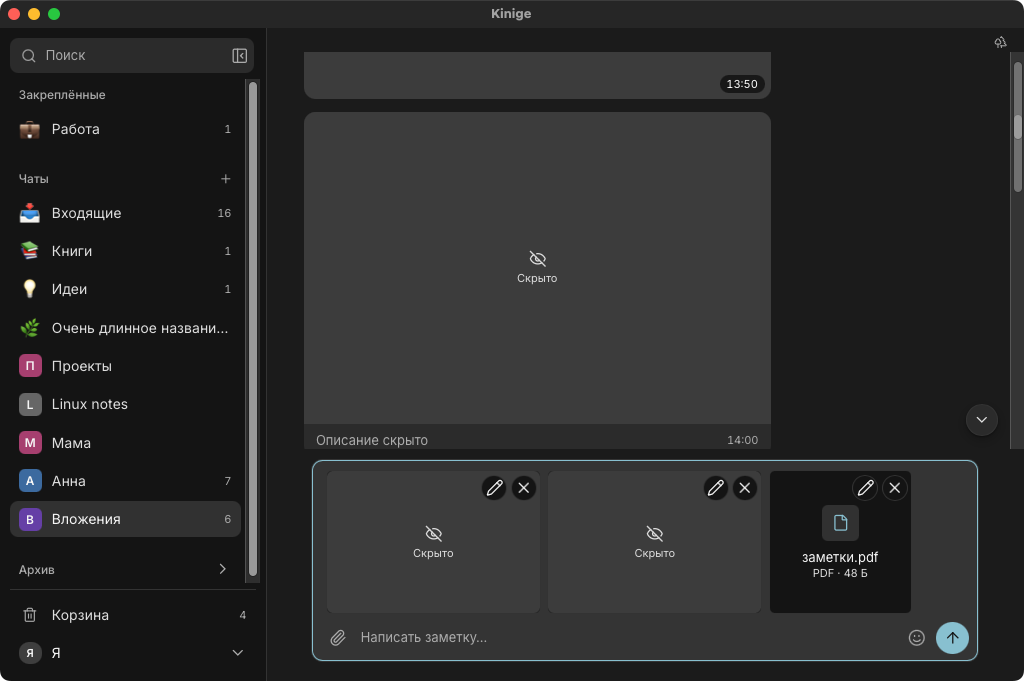 Kinige
Поиск
Закреплённые
Работа 1
Чаты
Входящие 16
Книги 1
Идеи 1
Очень длинное названи...
П Проекты
L Linux notes
М Мама
А Анна 7
В Вложения 6
Архив
Корзина 4
Я Я
13:50
Скрыто
Описание скрыто 14:00
Скрыто
Скрыто
заметки.pdf
PDF · 48 Б
Написать заметку...